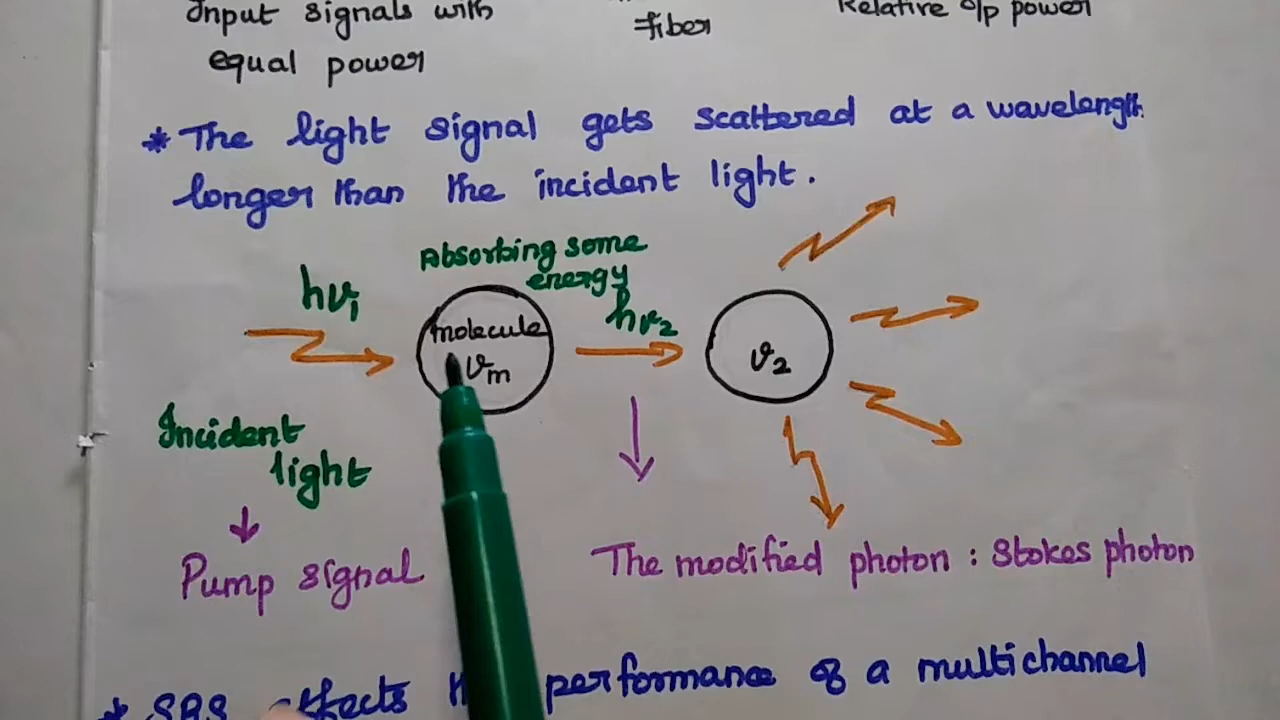 Input signals with
equal power
Fiber
Relative o/p power
* The light signal gets scattered at a wavelength
longer than the incident light.
Absorbing some
energy
hν₁
molecule
νm
hν₂
ν₂
Incident
light
Pump signal
The modified photon : Stokes photon
* SRS affects performance of a multichannel